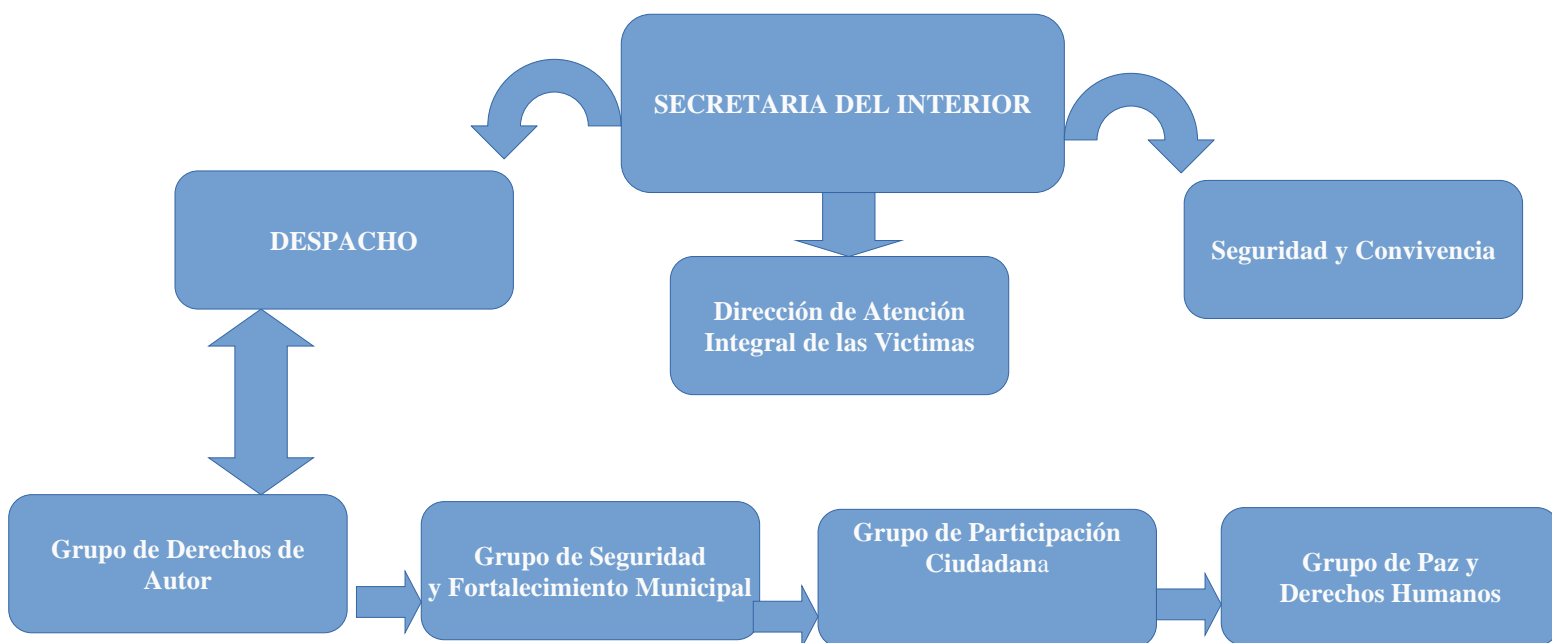 SECRETARIA DEL INTERIOR
DESPACHO
Seguridad y Convivencia
Dirección de Atención
Integral de las Victimas
Grupo de Derechos de
Autor
Grupo de Seguridad
y Fortalecimiento Municipal
Grupo de Participación
Ciudadana
Grupo de Paz y
Derechos Humanos